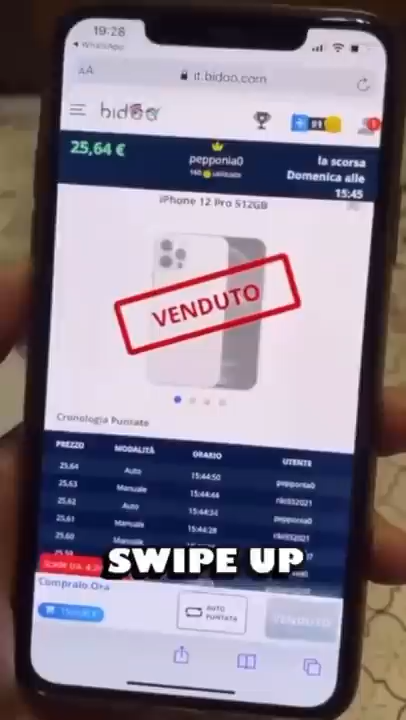 19:28
WhatsApp
AA
it.bidoo.com
bidoo
25,64 €
pepponia0
la scorsa
Domenica alle
15:45
iPhone 12 Pro 512GB
VENDUTO
Cronologia Puntate
PREZZO MODALITÀ ORARIO UTENTE
25,64 Auto 15:44:50 pepponia0
25,63 Manuale 15:44:44
25,62 Auto 15:44:34 pepponia0
25,61 Manuale 15:44:28
25,60
SWIPE UP
Compralo Ora
AUTO
PUNTATA
VENDUTO